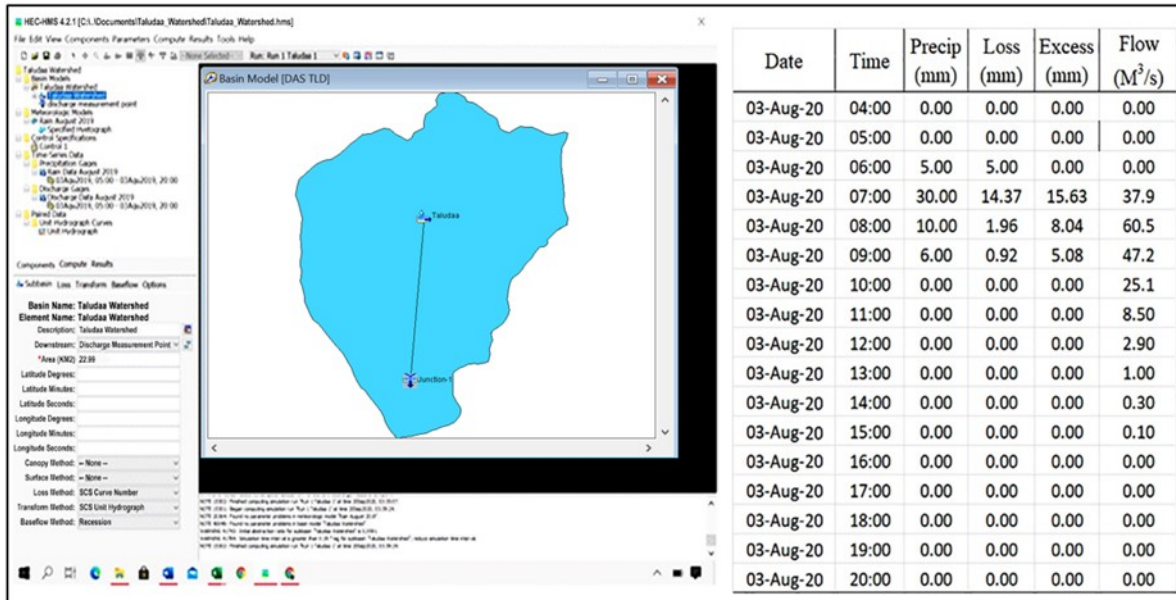 HEC-HMS 4.2.1 [C:\..\Documents\Taludaa_Watershed\Taludaa_Watershed.hms]
File Edit View Components Parameters Compute Results Tools Help
--None Selected-- Run: Run 1 Taludaa 1
Taludaa Watershed
Basin Models
Taludaa Watershed
Taludaa Watershed
discharge measurement point
Meteorologic Models
Rain August 2019
Specified Hyetograph
Control Specifications
Control 1
Time-Series Data
Precipitation Gages
Rain Data August 2019
03Agu2019, 05:00 - 03Agu2019, 20:00
Discharge Gages
Discharge Data August 2019
03Agu2019, 05:00 - 03Agu2019, 20:00
Paired Data
Unit Hydrograph Curves
Unit Hydrograph
Components Compute Results
Subbasin Loss Transform Baseflow Options
Basin Name: Taludaa Watershed
Element Name: Taludaa Watershed
Description: Taludaa Watershed
Downstream: Discharge Measurement Point
*Area (KM2) 22.99
Latitude Degrees:
Latitude Minutes:
Latitude Seconds:
Longitude Degrees:
Longitude Minutes:
Longitude Seconds:
Canopy Method: -- None --
Surface Method: -- None --
Loss Method: SCS Curve Number
Transform Method: SCS Unit Hydrograph
Baseflow Method: Recession
Basin Model [DAS TLD]
Taludaa
Junction-1
Date Time Precip (mm) Loss (mm) Excess (mm) Flow (M³/s)
03-Aug-20 04:00 0.00 0.00 0.00 0.00
03-Aug-20 05:00 0.00 0.00 0.00 0.00
03-Aug-20 06:00 5.00 5.00 0.00 0.00
03-Aug-20 07:00 30.00 14.37 15.63 37.9
03-Aug-20 08:00 10.00 1.96 8.04 60.5
03-Aug-20 09:00 6.00 0.92 5.08 47.2
03-Aug-20 10:00 0.00 0.00 0.00 25.1
03-Aug-20 11:00 0.00 0.00 0.00 8.50
03-Aug-20 12:00 0.00 0.00 0.00 2.90
03-Aug-20 13:00 0.00 0.00 0.00 1.00
03-Aug-20 14:00 0.00 0.00 0.00 0.30
03-Aug-20 15:00 0.00 0.00 0.00 0.10
03-Aug-20 16:00 0.00 0.00 0.00 0.00
03-Aug-20 17:00 0.00 0.00 0.00 0.00
03-Aug-20 18:00 0.00 0.00 0.00 0.00
03-Aug-20 19:00 0.00 0.00 0.00 0.00
03-Aug-20 20:00 0.00 0.00 0.00 0.00